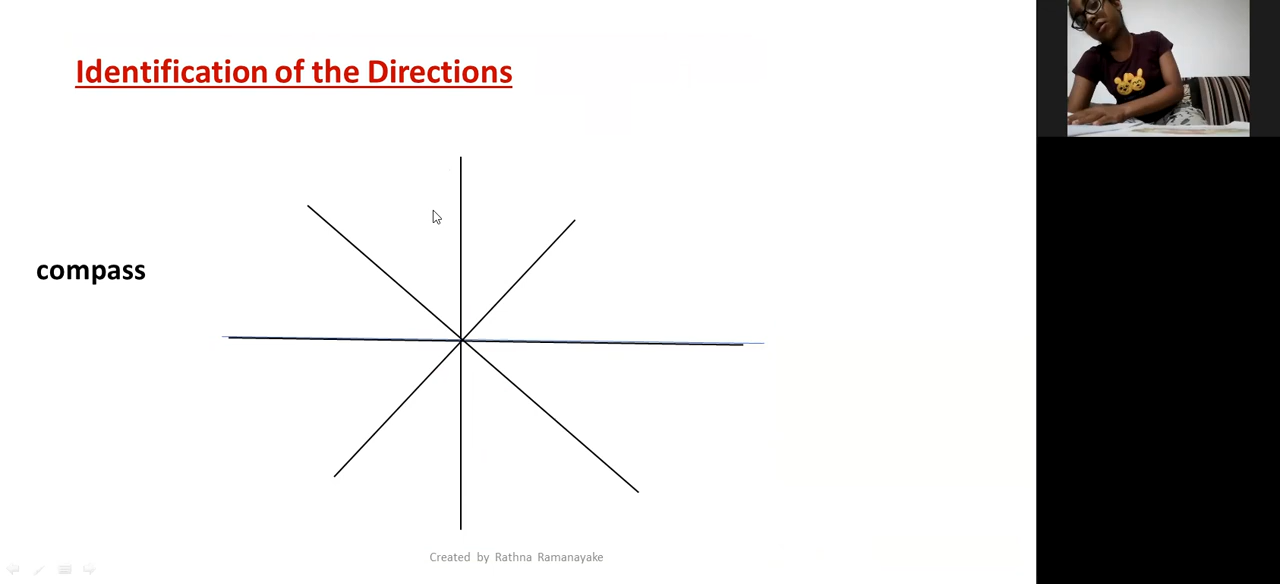 Identification of the Directions
compass
Created by Rathna Ramanayake